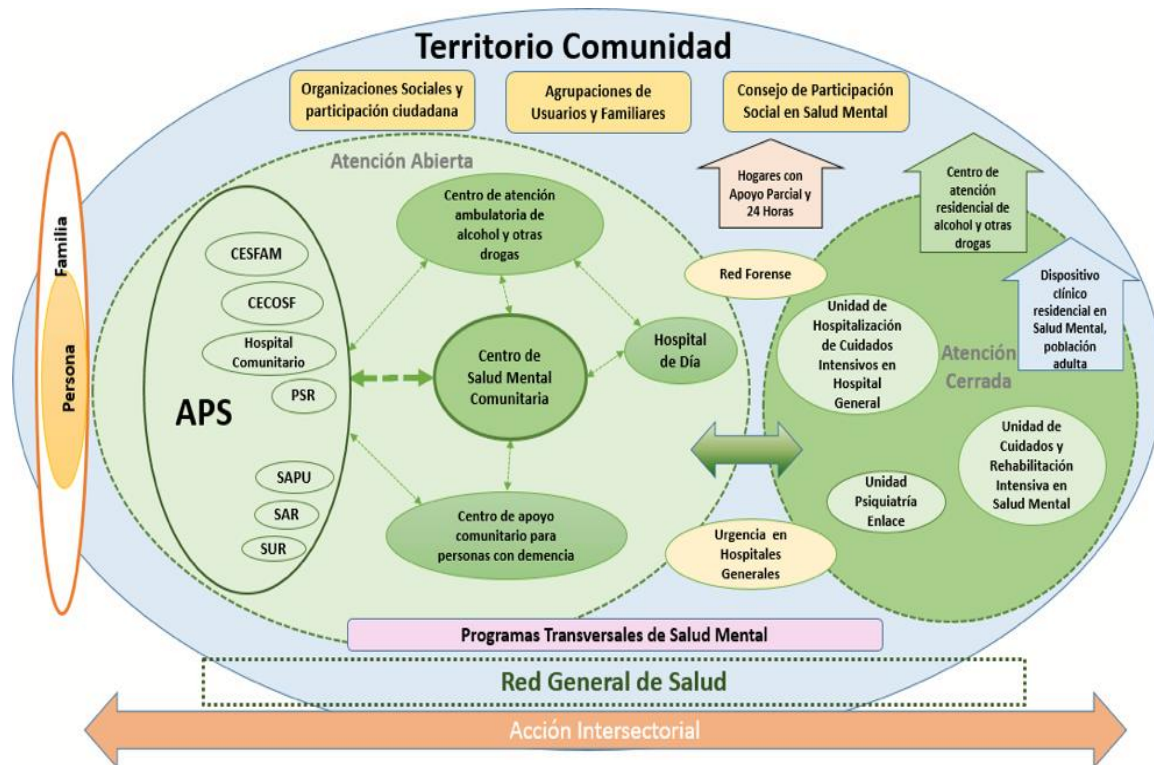 Territorio Comunidad
Organizaciones Sociales y
participación ciudadana
Agrupaciones de
Usuarios y Familiares
Consejo de Participación
Social en Salud Mental
Familia
Persona
Atención Abierta
APS
CESFAM
CECOSF
Hospital
Comunitario
PSR
SAPU
SAR
SUR
Centro de atención
ambulatoria de
alcohol y otras
drogas
Centro de
Salud Mental
Comunitaria
Hospital
de Día
Centro de apoyo
comunitario para
personas con demencia
Hogares con
Apoyo Parcial y
24 Horas
Centro de
atención
residencial de
alcohol y otras
drogas
Dispositivo
clínico
residencial en
Salud Mental,
población
adulta
Red Forense
Unidad de
Hospitalización
de Cuidados
Intensivos en
Hospital
General
Atención
Cerrada
Unidad de
Cuidados y
Rehabilitación
Intensiva en
Salud Mental
Unidad
Psiquiatría
Enlace
Urgencia en
Hospitales
Generales
Programas Transversales de Salud Mental
Red General de Salud
Acción Intersectorial